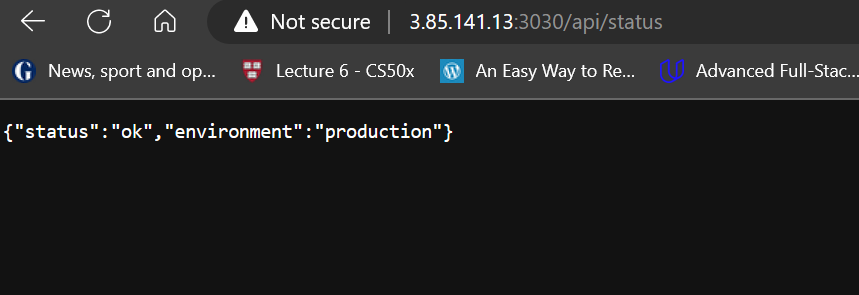 Not secure | 3.85.141.13:3030/api/status
News, sport and op... Lecture 6 - CS50x An Easy Way to Re... Advanced Full-Stac...
{"status":"ok","environment":"production"}